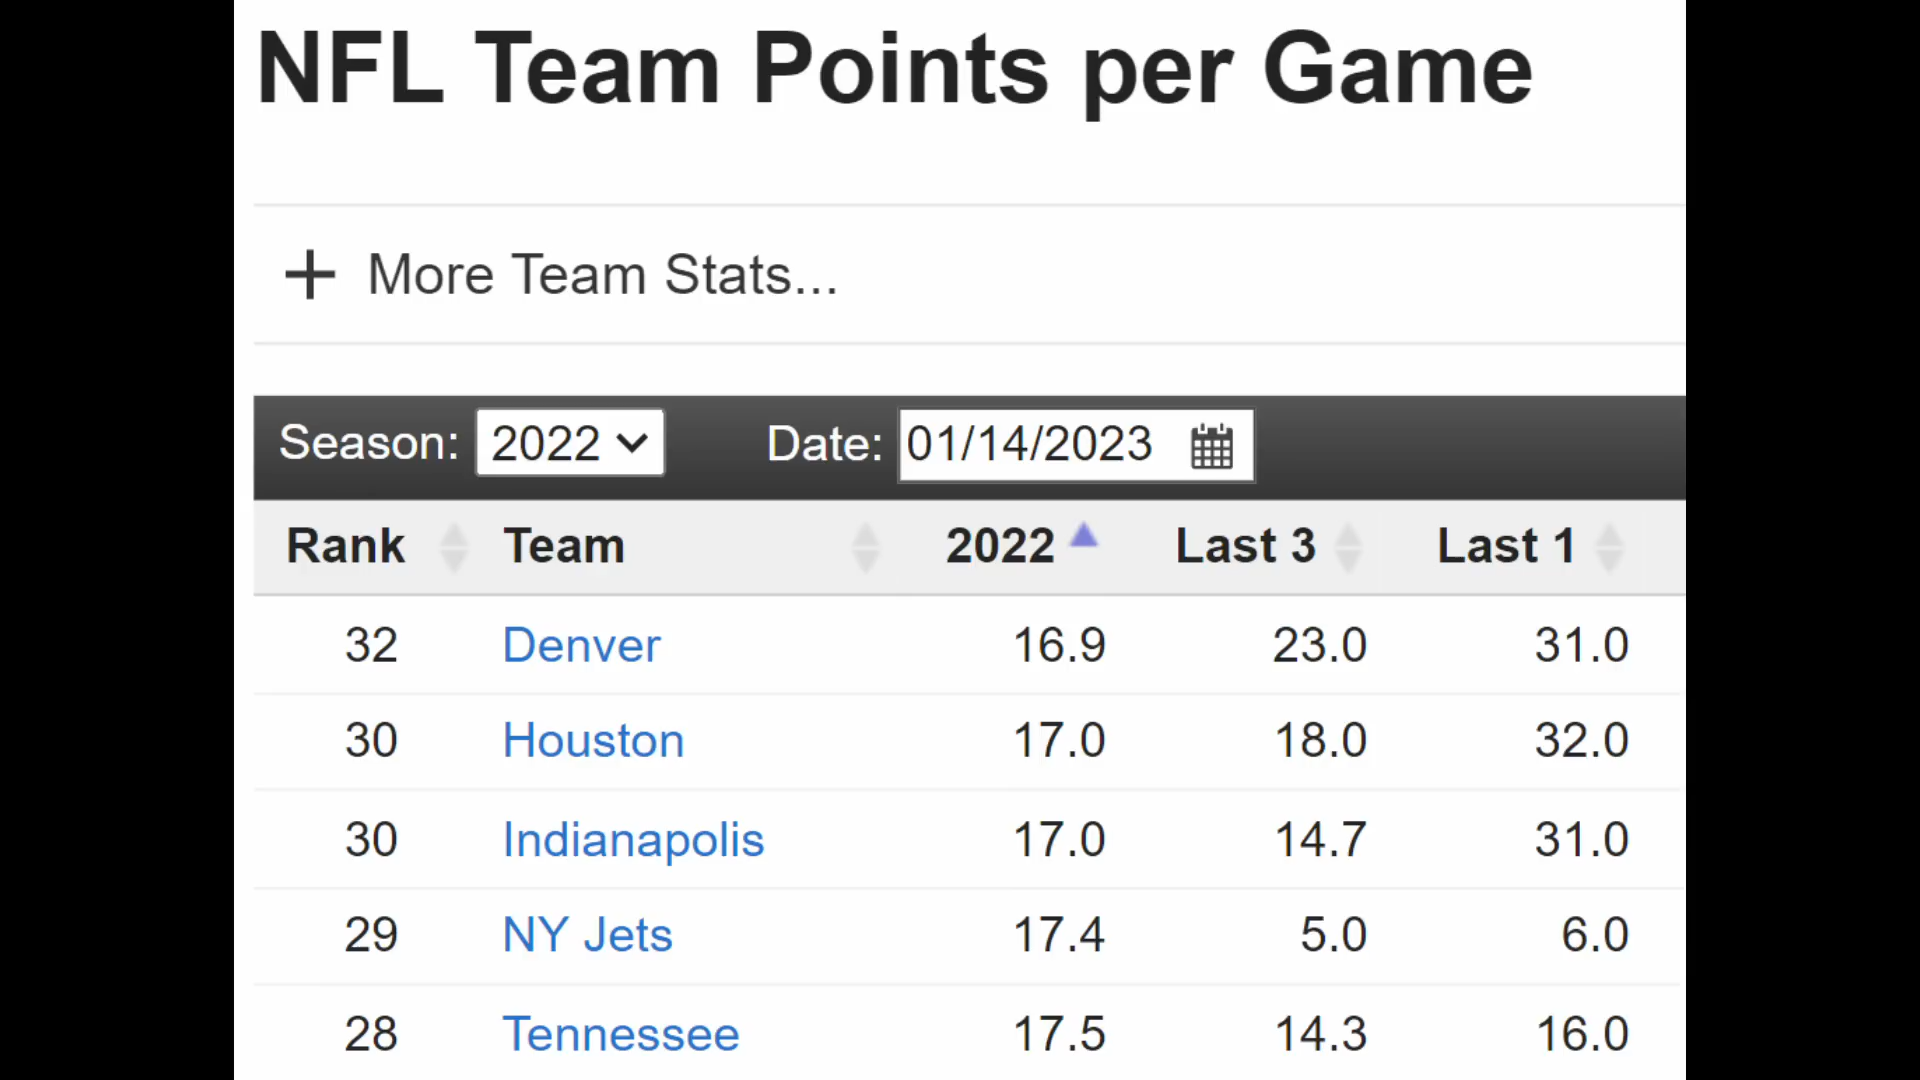 NFL Team Points per Game
+ More Team Stats...
Season: 2022 Date: 01/14/2023
Rank Team 2022 Last 3 Last 1
32 Denver 16.9 23.0 31.0
30 Houston 17.0 18.0 32.0
30 Indianapolis 17.0 14.7 31.0
29 NY Jets 17.4 5.0 6.0
28 Tennessee 17.5 14.3 16.0